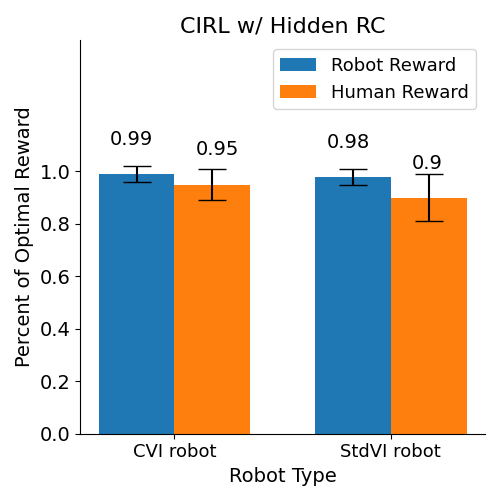 CIRL w/ Hidden RC
Robot Reward
Human Reward
0.99
0.95
0.98
0.9
Percent of Optimal Reward
1.0
0.8
0.6
0.4
0.2
0.0
CVI robot
StdVI robot
Robot Type